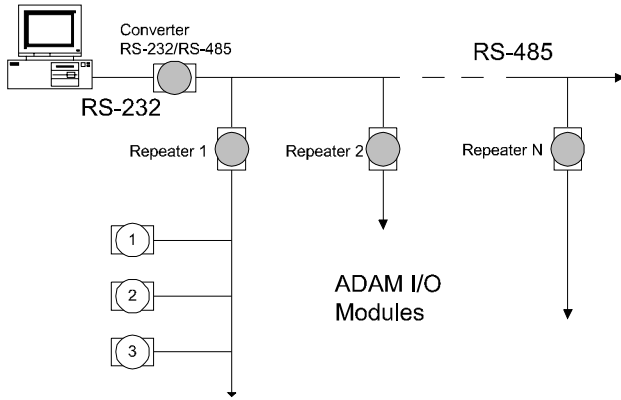 Converter
RS-232/RS-485
RS-485
RS-232
Repeater 1
Repeater 2
Repeater N
1
2
3
ADAM I/O
Modules